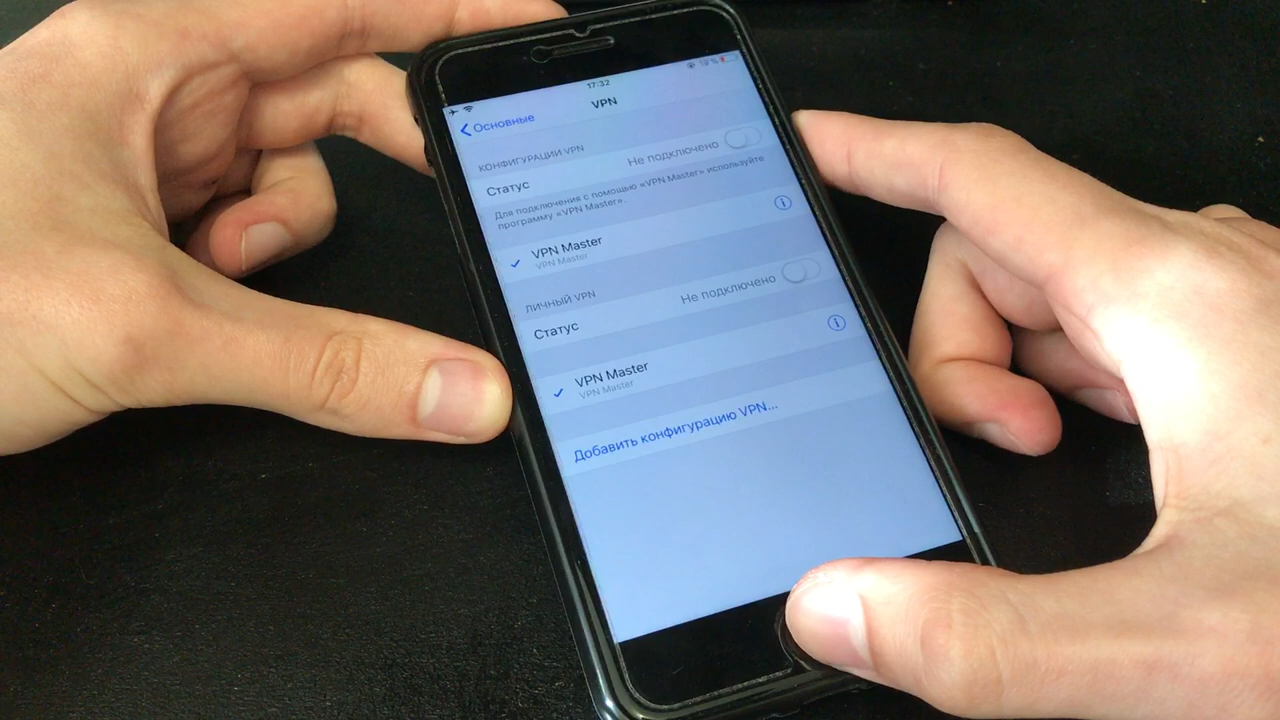 17:32
Основные
VPN
КОНФИГУРАЦИИ VPN
Статус Не подключено
Для подключения с помощью «VPN Master» используйте
программу «VPN Master».
VPN Master
VPN Master
ЛИЧНЫЙ VPN
Статус Не подключено
VPN Master
VPN Master
Добавить конфигурацию VPN...